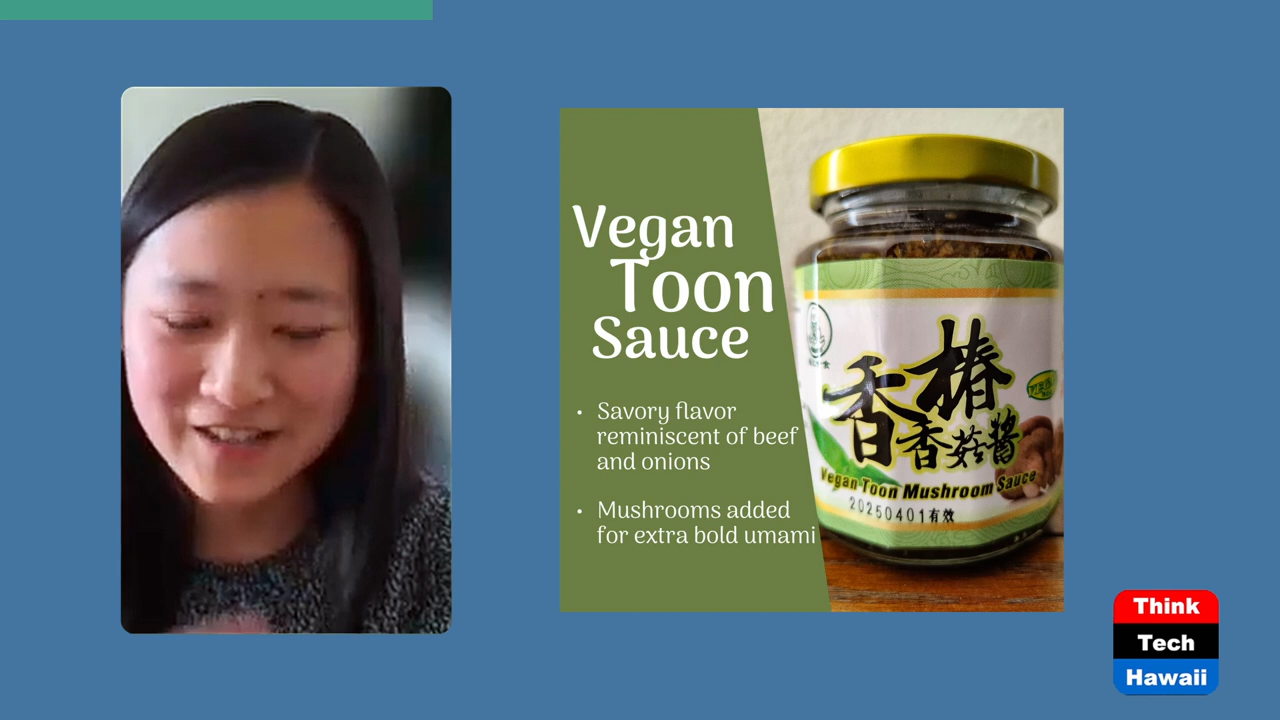 Vegan
Toon
Sauce
• Savory flavor
reminiscent of beef
and onions
• Mushrooms added
for extra bold umami
香椿
香菇醬
Vegan Toon Mushroom Sauce
20250401有效
Think
Tech
Hawaii